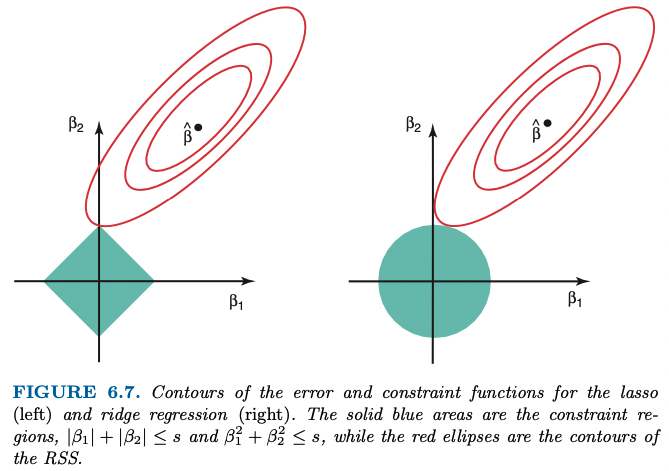 β2
β̂
β1
β2
β̂
β1
FIGURE 6.7. Contours of the error and constraint functions for the lasso
(left) and ridge regression (right). The solid blue areas are the constraint re-
gions, |β1| + |β2| ≤ s and β1² + β2² ≤ s, while the red ellipses are the contours of
the RSS.